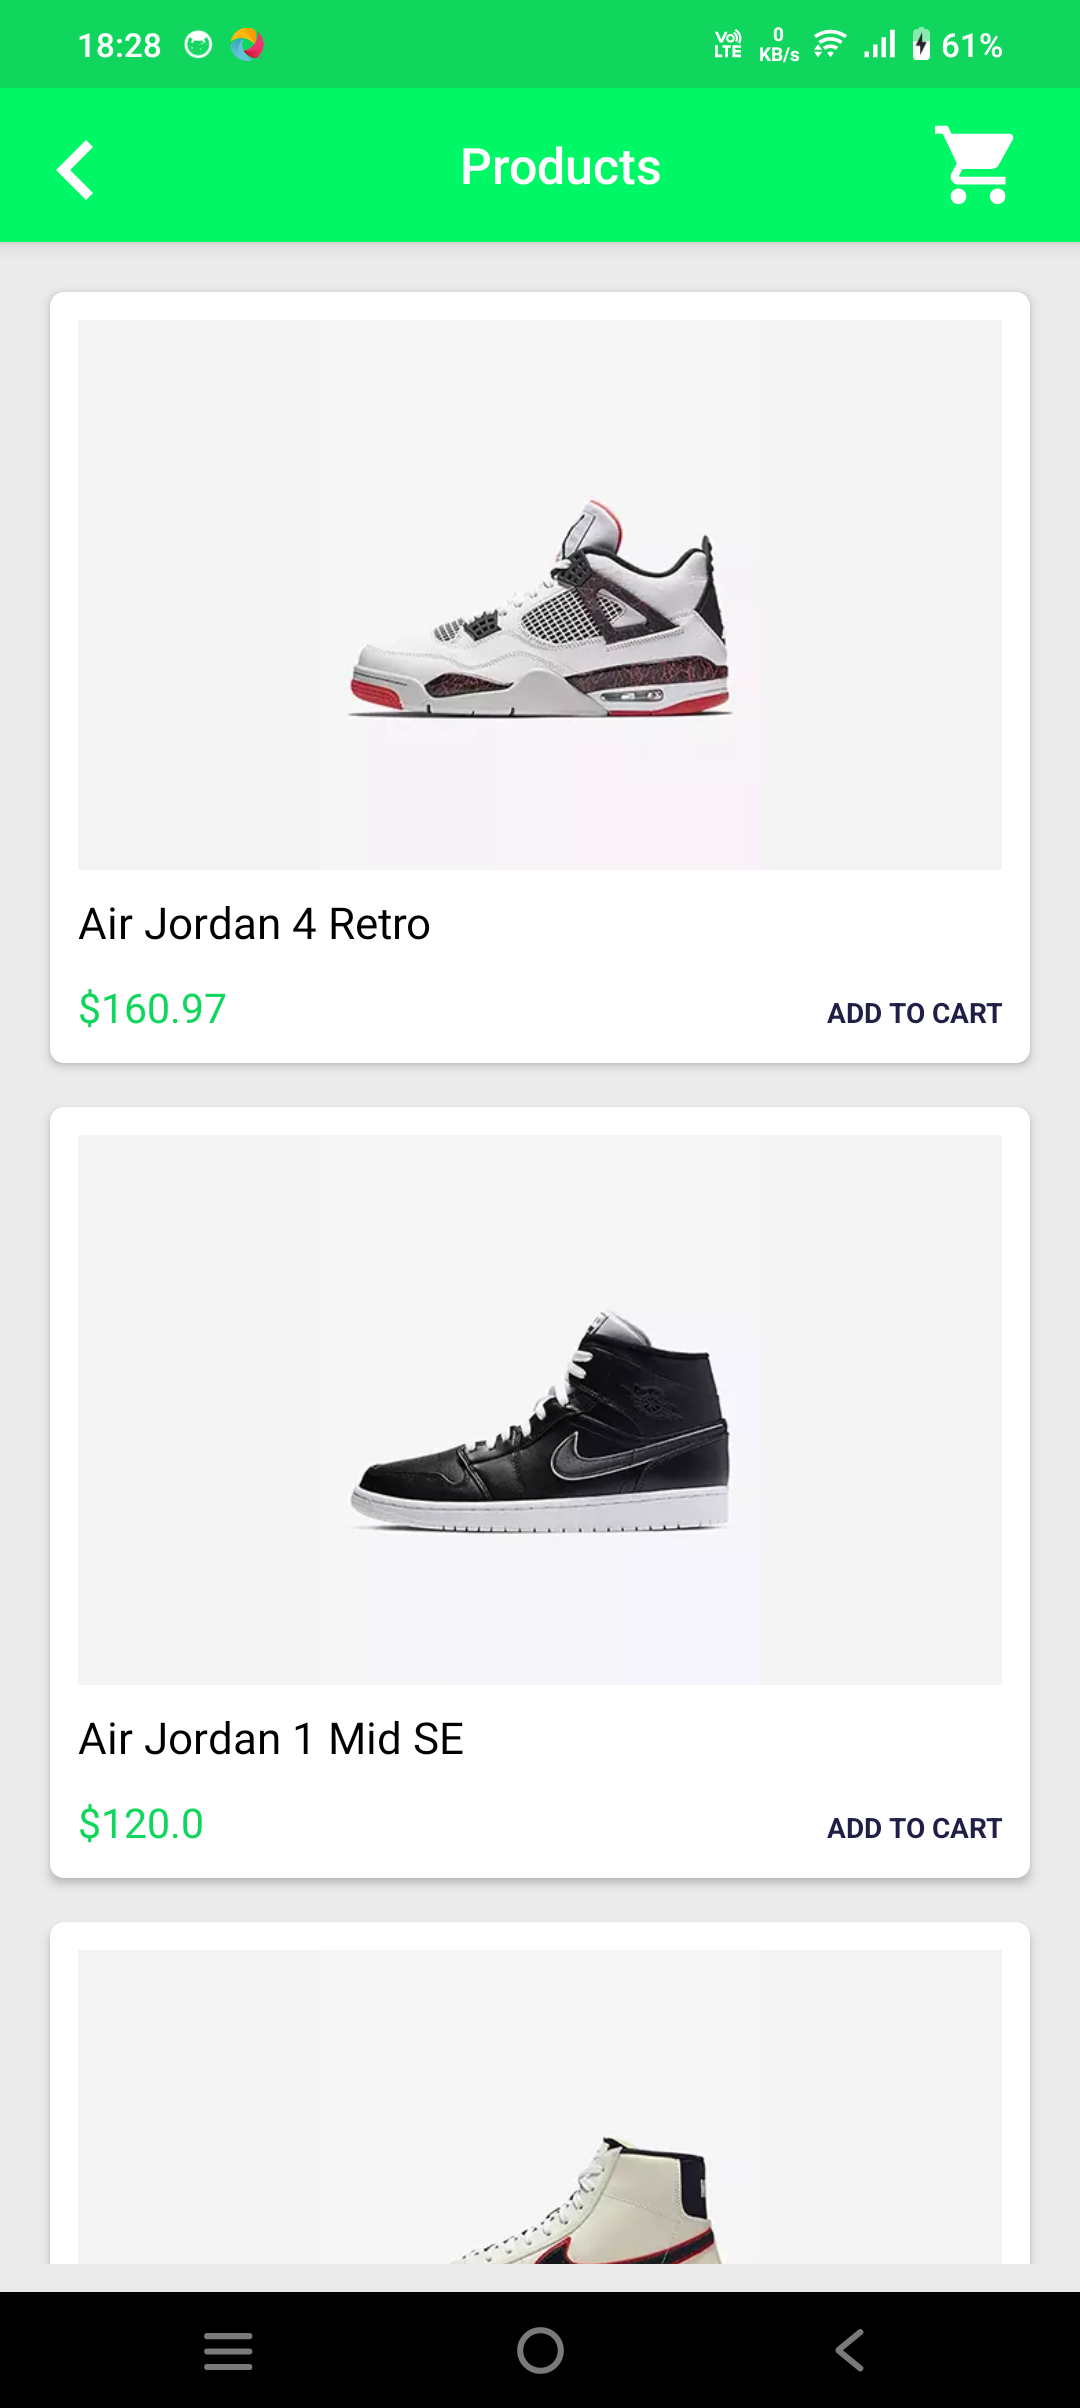 18:28
Vo)) LTE
0 KB/s
61%
Products
Air Jordan 4 Retro
$160.97
ADD TO CART
Air Jordan 1 Mid SE
$120.0
ADD TO CART